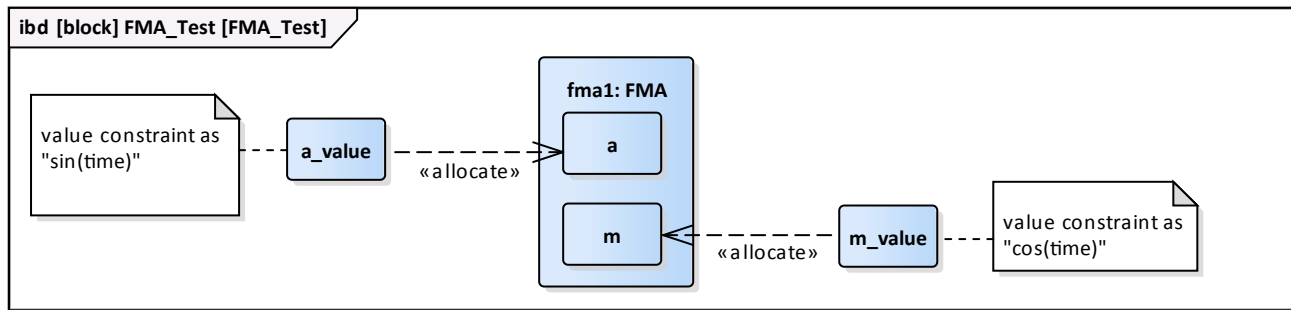 ibd [block] FMA_Test [FMA_Test]
fma1: FMA
value constraint as
"sin(time)"
a_value
«allocate»
a
m
«allocate»
m_value
value constraint as
"cos(time)"